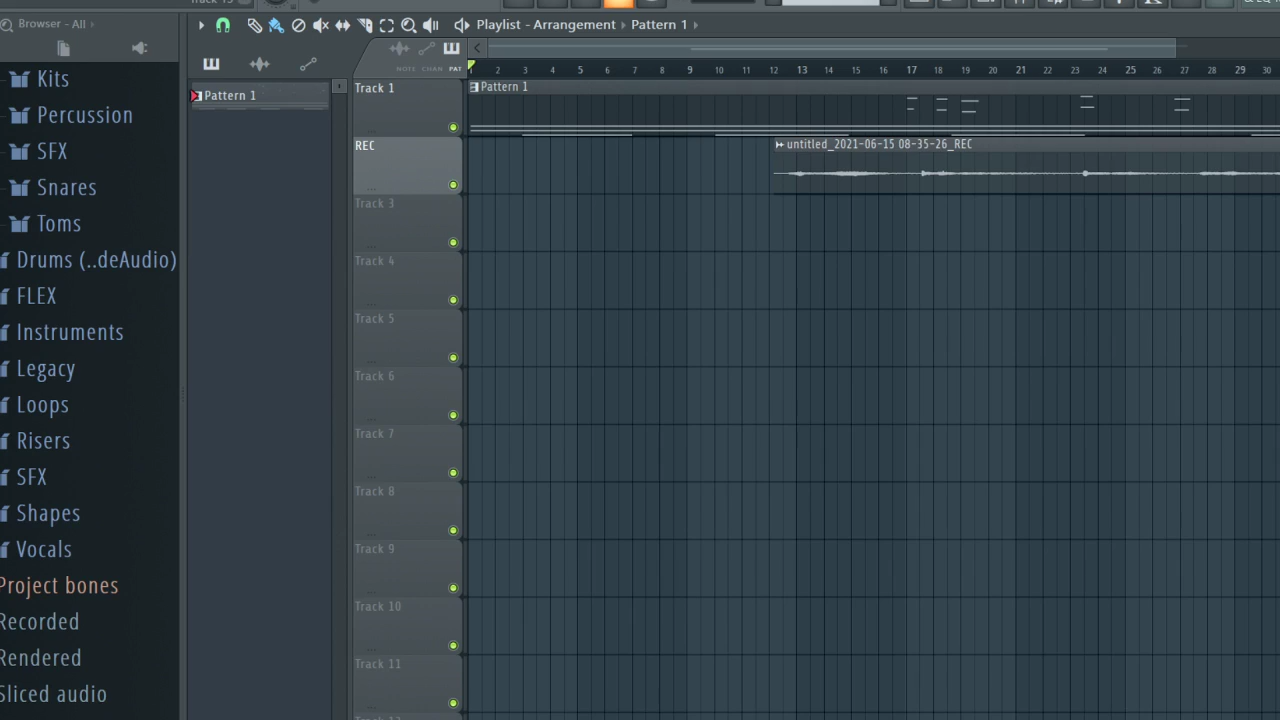 Track 15
Browser - All
Playlist - Arrangement Pattern 1
NOTE CHAN PAT
1 2 3 4 5 6 7 8 9 10 11 12 13 14 15 16 17 18 19 20 21 22 23 24 25 26 27 28 29 30
Kits
Percussion
SFX
Snares
Toms
Drums (..deAudio)
FLEX
Instruments
Legacy
Loops
Risers
SFX
Shapes
Vocals
Project bones
Recorded
Rendered
Sliced audio
Pattern 1
Track 1
Pattern 1
REC
untitled_2021-06-15 08-35-26_REC
Track 3
Track 4
Track 5
Track 6
Track 7
Track 8
Track 9
Track 10
Track 11